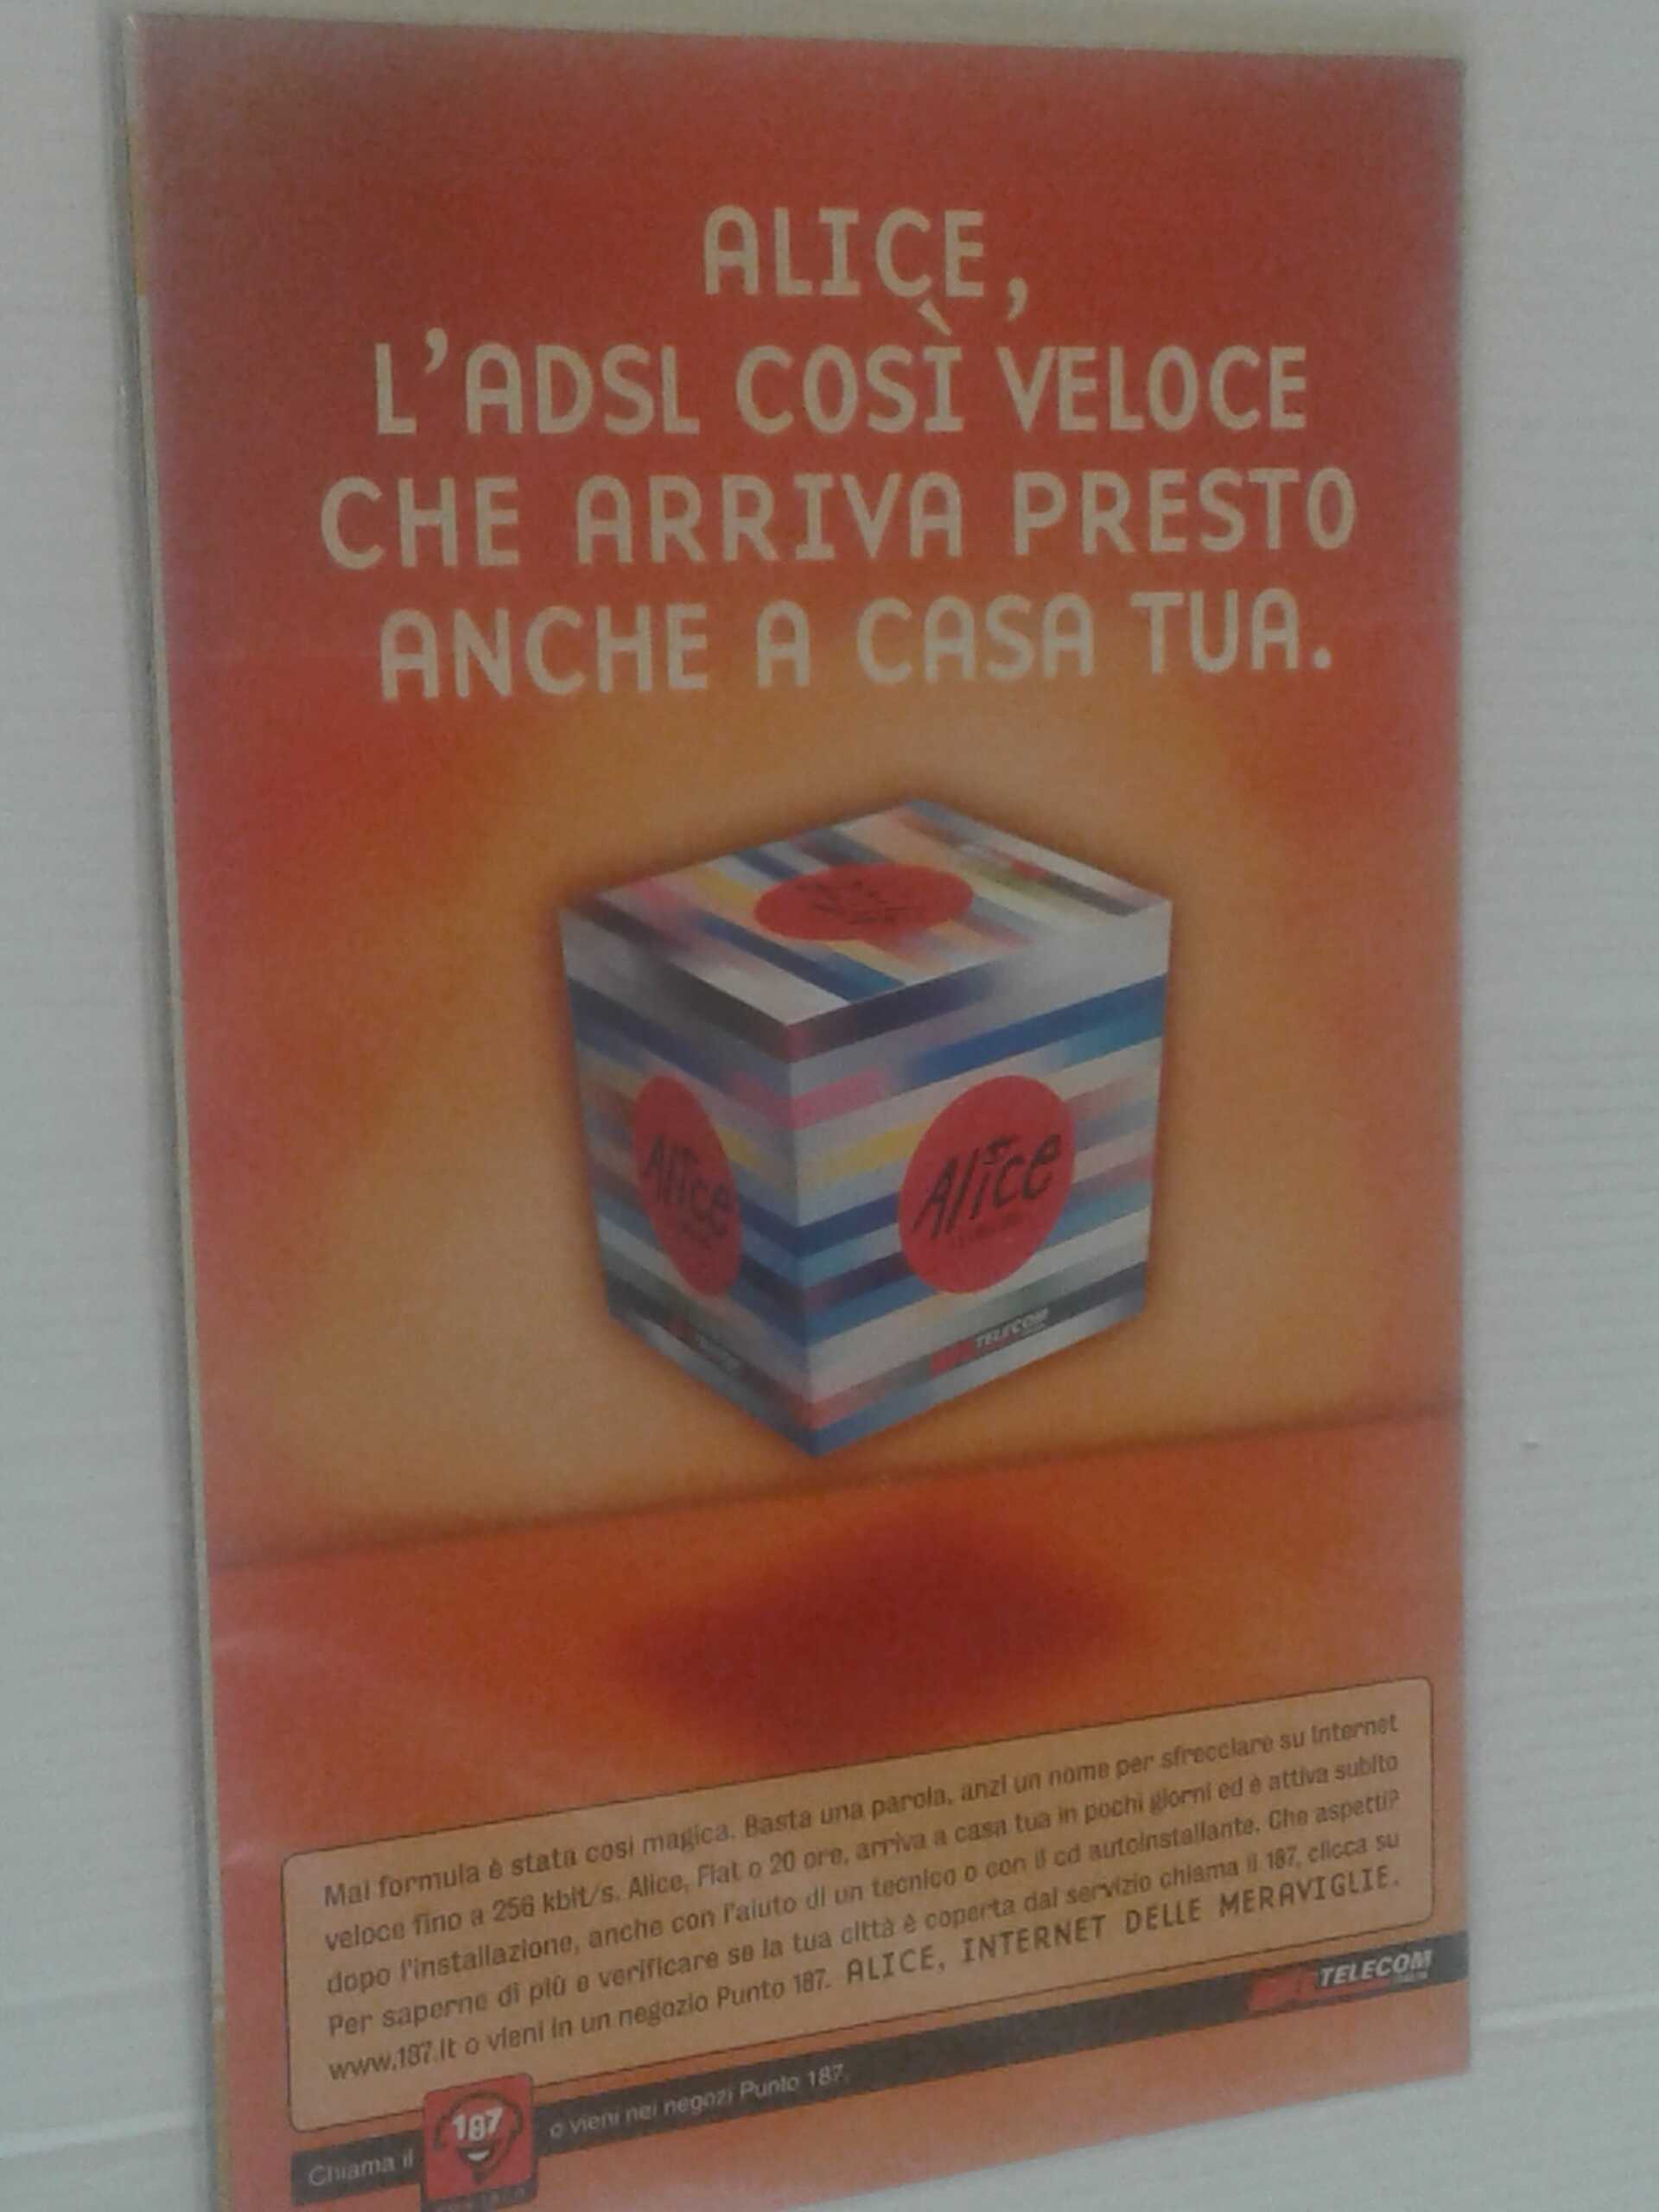 ALICE,
L'ADSL COSÌ VELOCE
CHE ARRIVA PRESTO
ANCHE A CASA TUA.
Alice
Alice
TELECOM
Mai formula è stata così magica. Basta una parola, anzi un nome per sfrecciare su Internet
veloce fino a 256 kbit/s. Alice, Flat o 20 ore, arriva a casa tua in pochi giorni ed è attiva subito
dopo l'installazione, anche con l'aiuto di un tecnico o con il cd autoinstallante. Che aspetti?
Per saperne di più e verificare se la tua città è coperta dal servizio chiama il 187, clicca su
www.187.it o vieni in un negozio Punto 187. ALICE, INTERNET DELLE MERAVIGLIE.
TELECOM
ITALIA
Chiama il 187 o vieni nei negozi Punto 187.